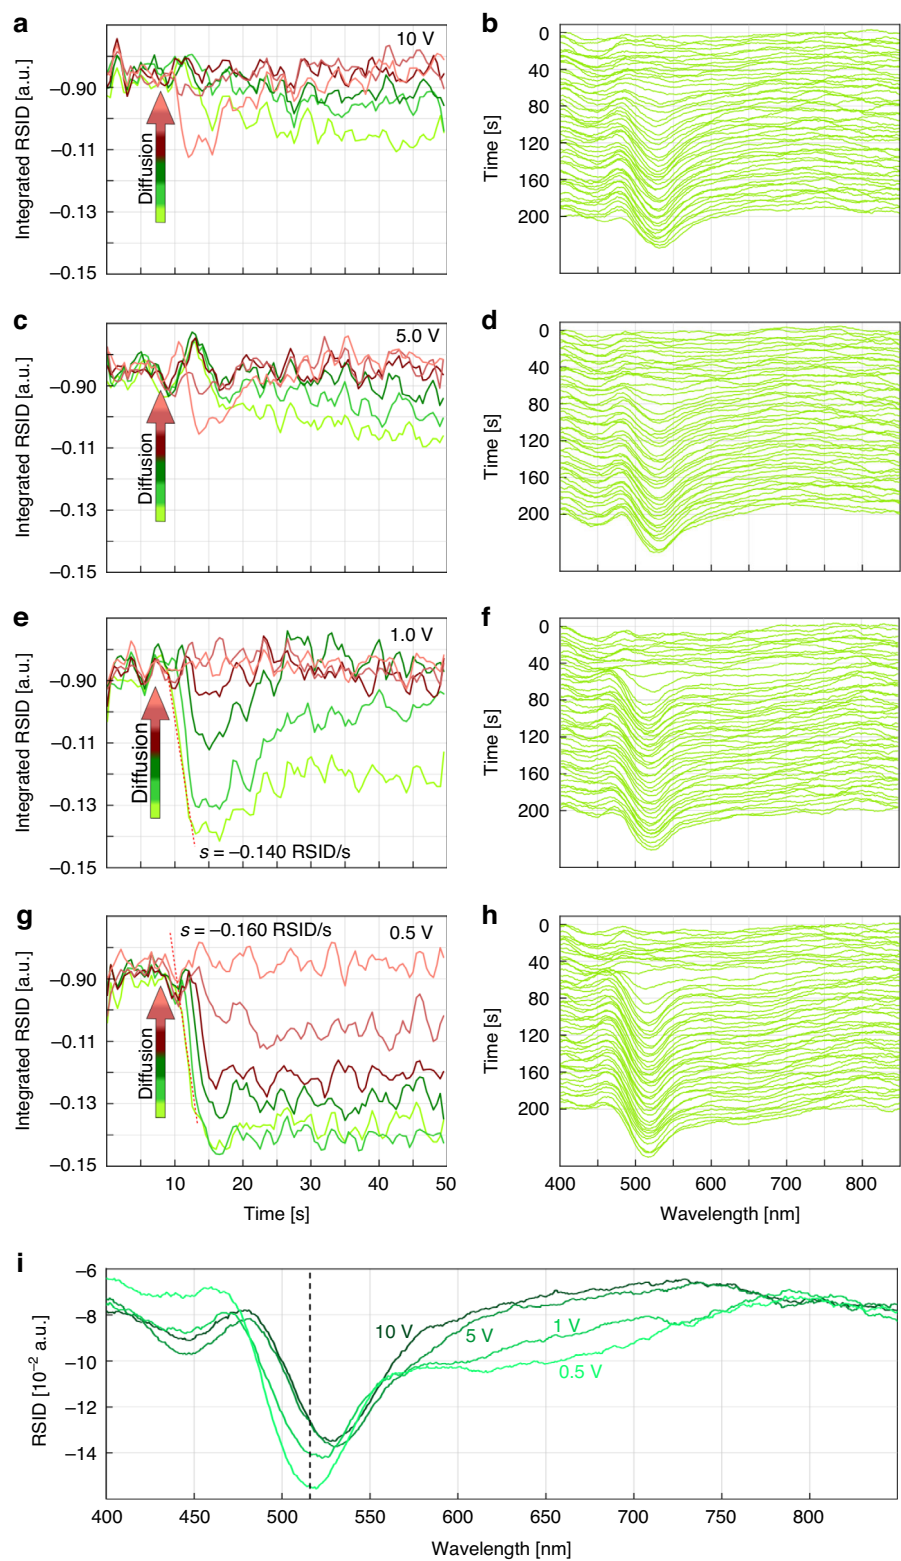 a
10 V
Integrated RSID [a.u.]
−0.90
−0.11
−0.13
−0.15
Diffusion
b
Time [s]
0
40
80
120
160
200
c
5.0 V
Integrated RSID [a.u.]
−0.90
−0.11
−0.13
−0.15
Diffusion
d
Time [s]
0
40
80
120
160
200
e
1.0 V
Integrated RSID [a.u.]
−0.90
−0.11
−0.13
−0.15
Diffusion
s = −0.140 RSID/s
f
Time [s]
0
40
80
120
160
200
g
s = −0.160 RSID/s
0.5 V
Integrated RSID [a.u.]
−0.90
−0.11
−0.13
−0.15
Diffusion
10 20 30 40 50
Time [s]
h
Time [s]
0
40
80
120
160
200
400 500 600 700 800
Wavelength [nm]
i
RSID [10⁻² a.u.]
−6
−8
−10
−12
−14
10 V
5 V
1 V
0.5 V
400 450 500 550 600 650 700 750 800
Wavelength [nm]